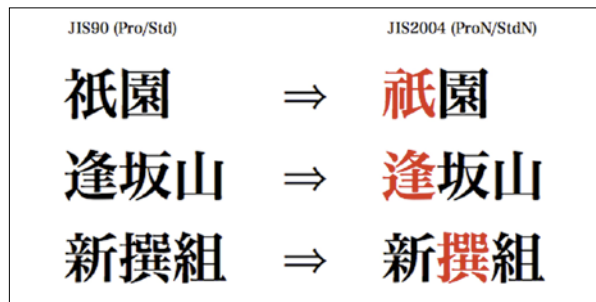 JIS90 (Pro/Std) JIS2004 (ProN/StdN)
祇園 ⇒ 祇園
逢坂山 ⇒ 逢坂山
新撰組 ⇒ 新撰組